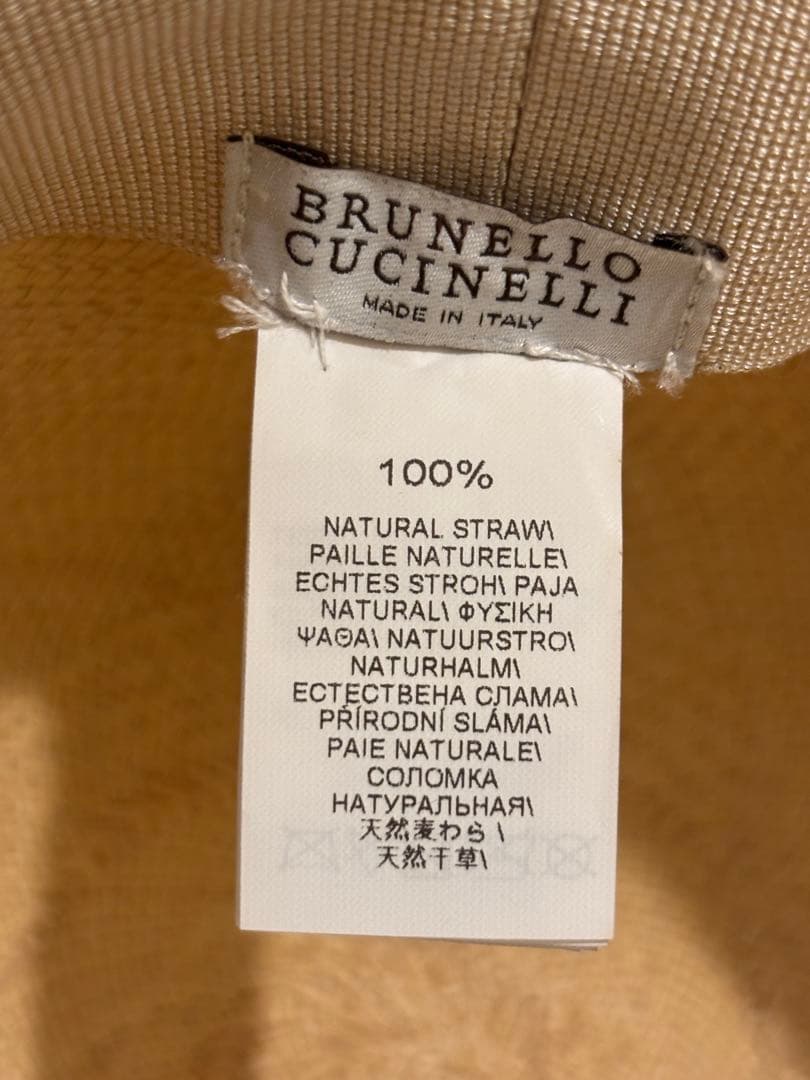 BRUNELLO
CUCINELLI
MADE IN ITALY
100%
NATURAL STRAW\
PAILLE NATURELLE\
ECHTES STROH\ PAJA
NATURAL\ ΦΥΣΙΚΗ
ΨΑΘΑ\ NATUURSTRO\
NATURHALM\
ЕСТЕСТВЕНА СЛАМА\
PŘÍRODNÍ SLÁMA\
PAIE NATURALE\
СОЛОМКА
НАТУРАЛЬНАЯ\
天然麦わら \
天然干草\